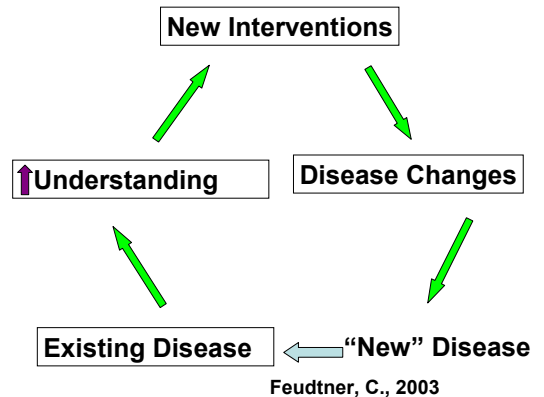 New Interventions
Understanding
Disease Changes
Existing Disease
“New” Disease
Feudtner, C., 2003